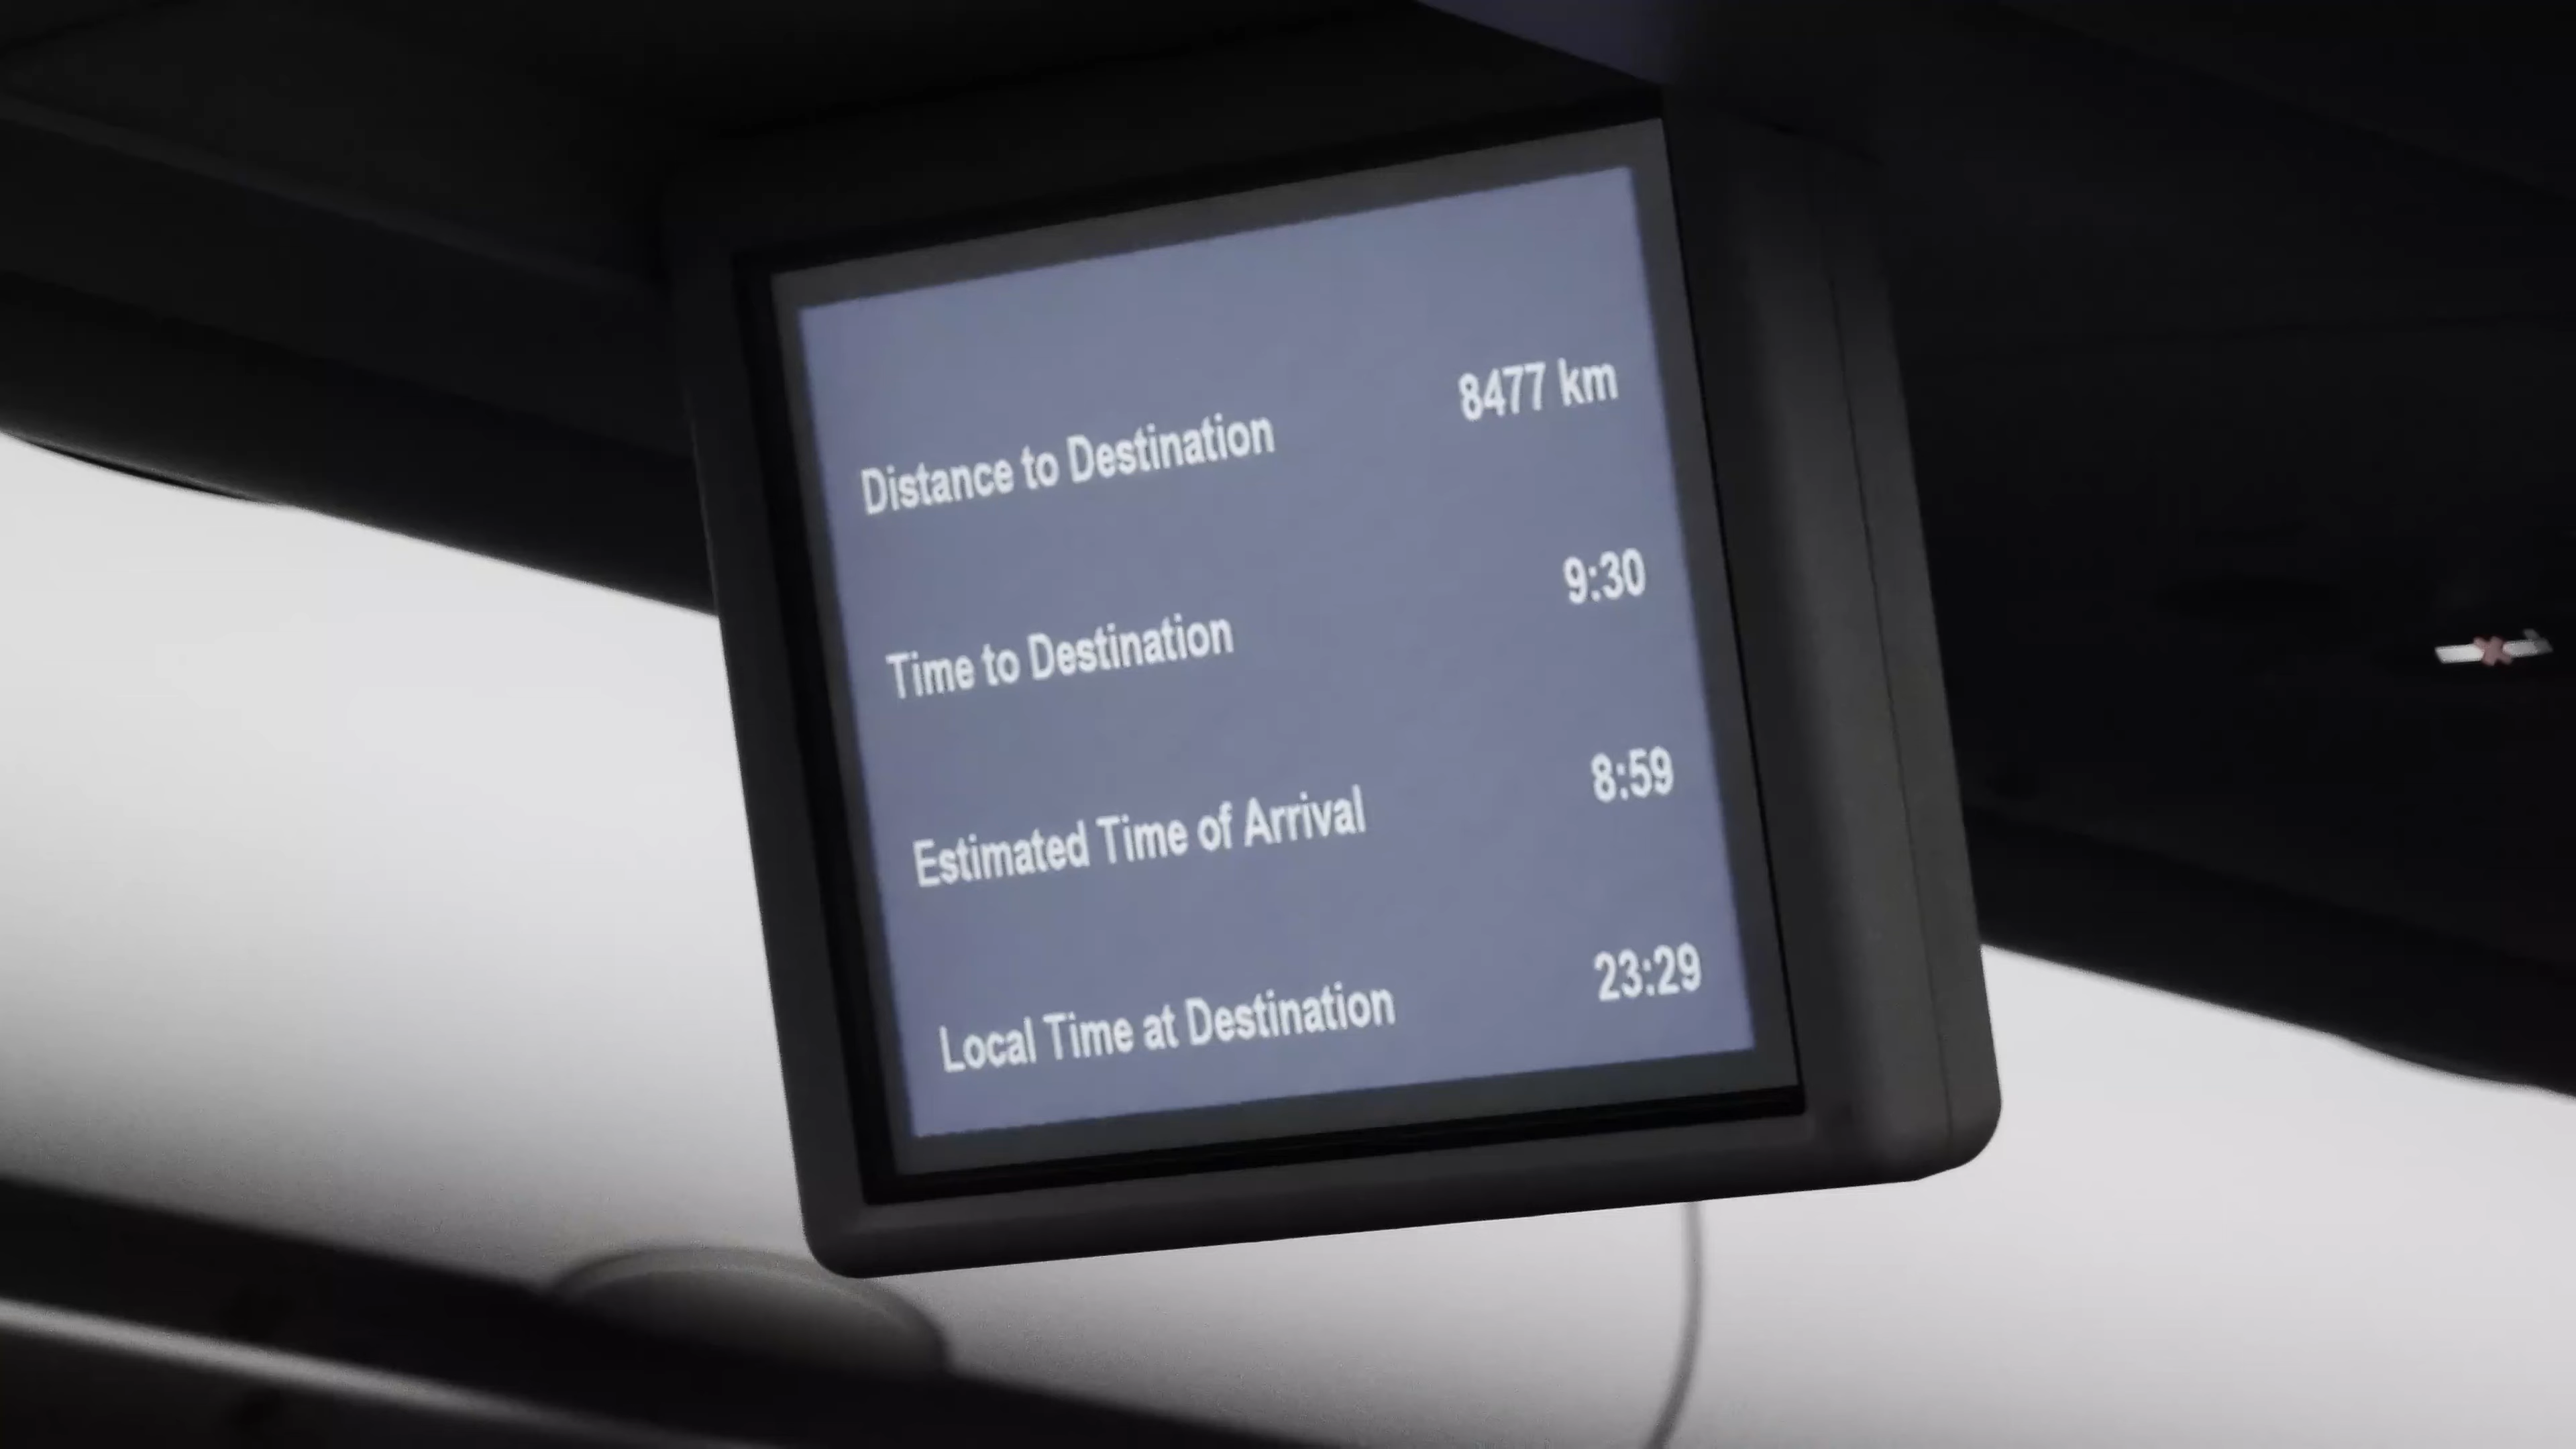 Distance to Destination 8477 km
Time to Destination 9:30
Estimated Time of Arrival 8:59
Local Time at Destination 23:29